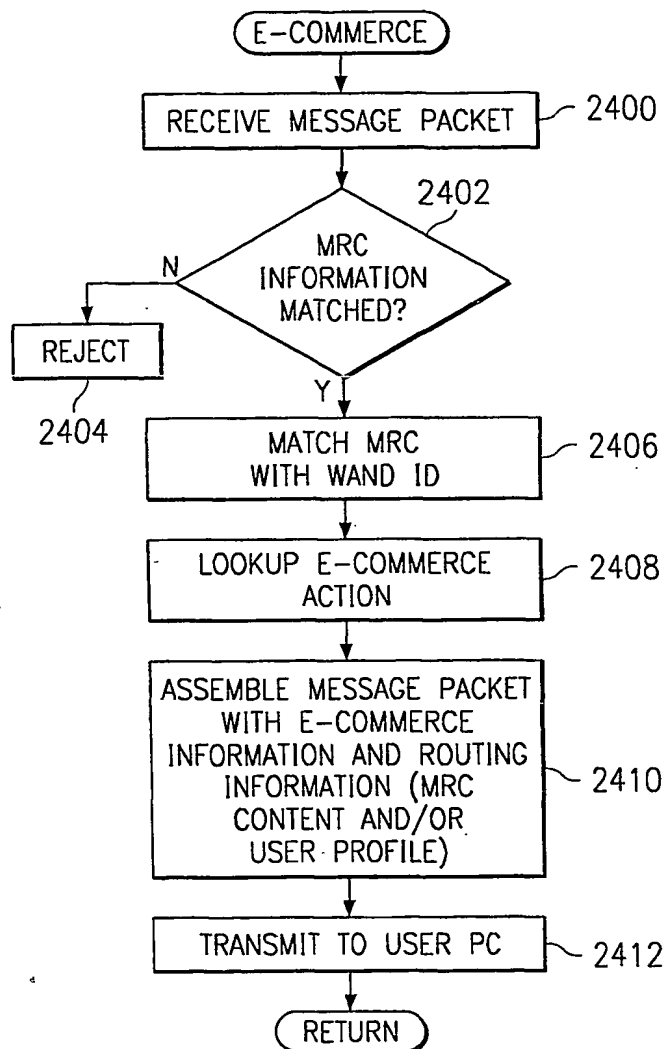 E-COMMERCE
RECEIVE MESSAGE PACKET
2400
2402
MRC
INFORMATION
MATCHED?
N
REJECT
2404
Y
MATCH MRC
WITH WAND ID
2406
LOOKUP E-COMMERCE
ACTION
2408
ASSEMBLE MESSAGE PACKET
WITH E-COMMERCE
INFORMATION AND ROUTING
INFORMATION (MRC
CONTENT AND/OR
USER PROFILE)
2410
TRANSMIT TO USER PC
2412
RETURN